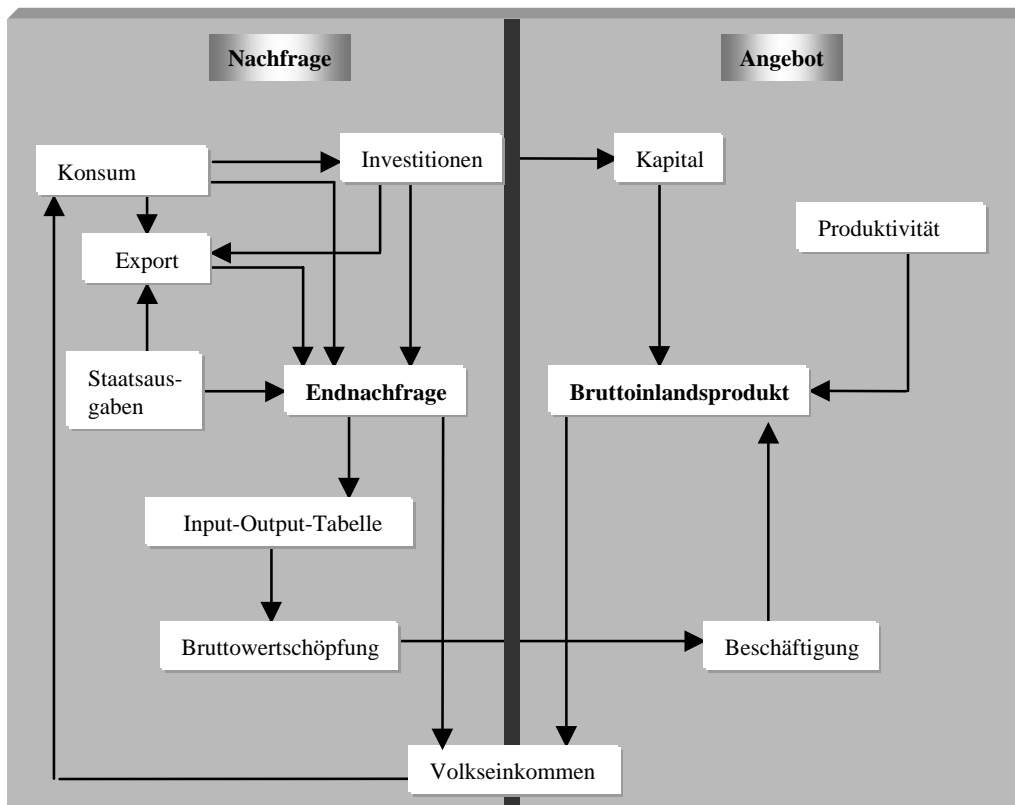 Nachfrage
Angebot
Konsum
Investitionen
Kapital
Produktivität
Export
Staatsaus-
gaben
Endnachfrage
Bruttoinlandsprodukt
Input-Output-Tabelle
Bruttowertschöpfung
Beschäftigung
Volkseinkommen